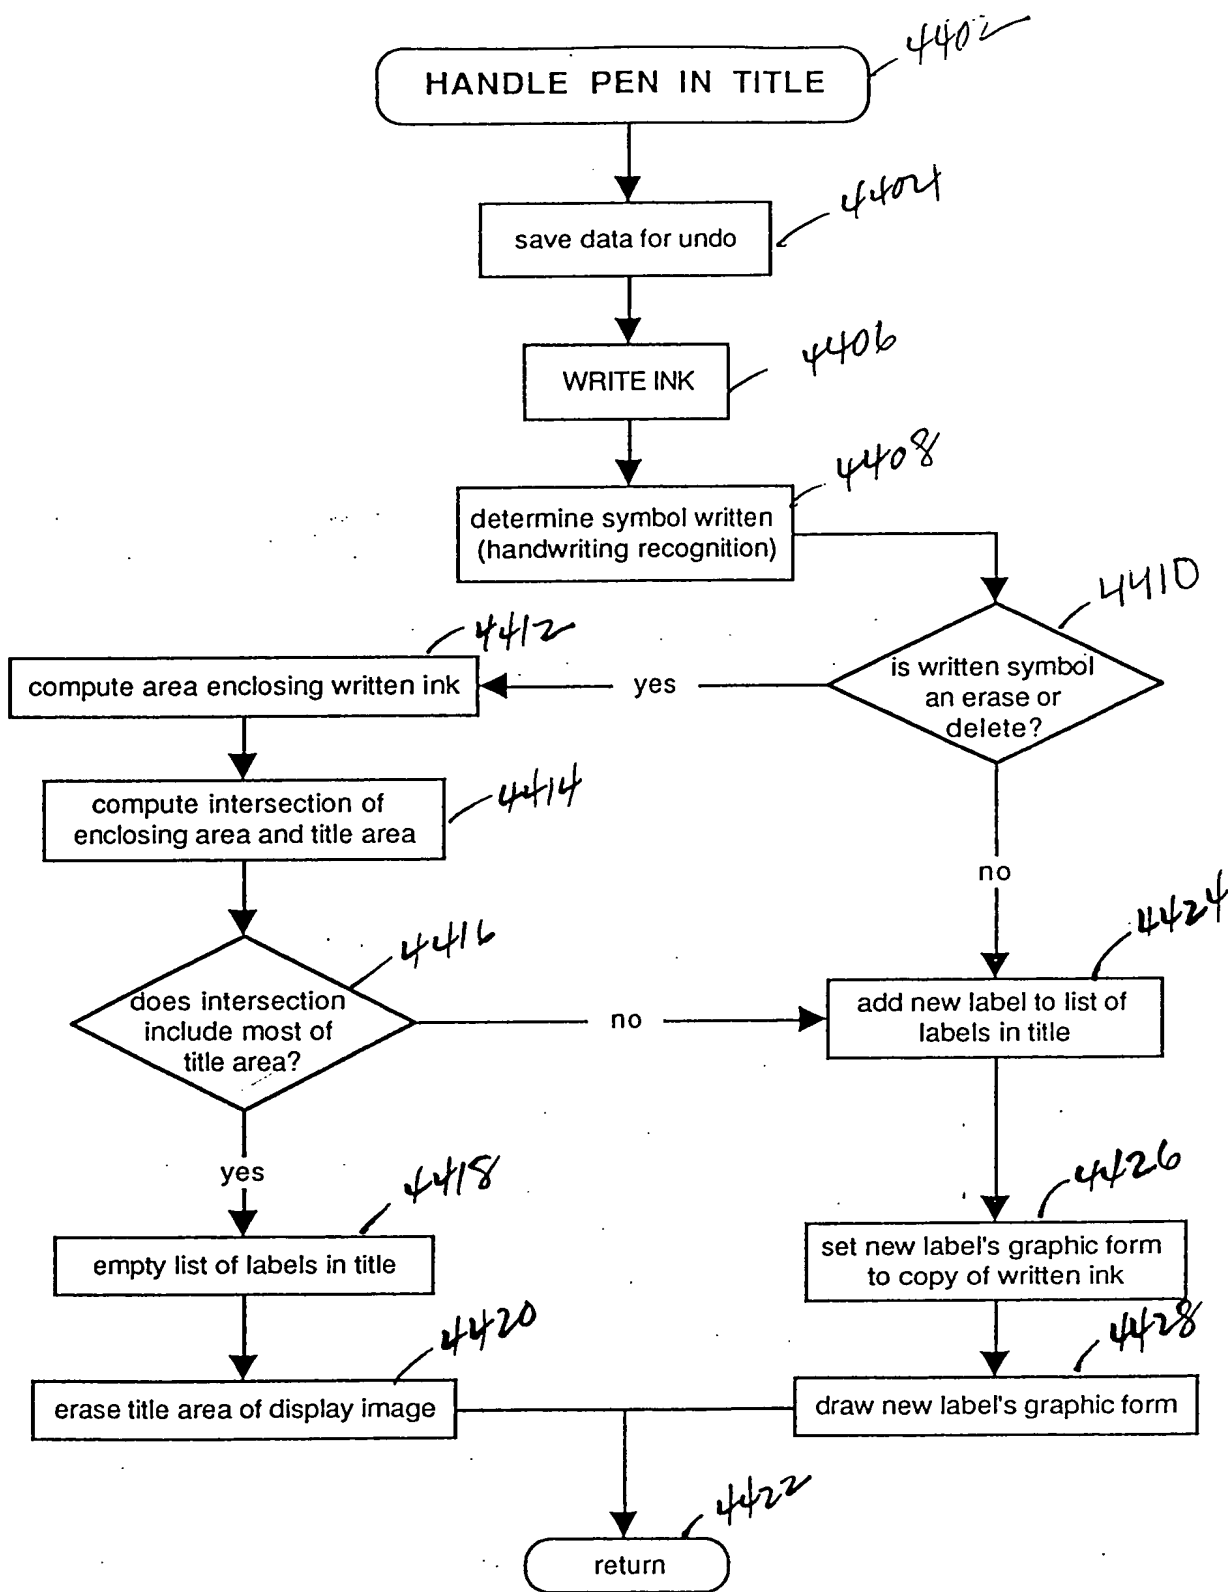 HANDLE PEN IN TITLE
4402
save data for undo
4404
WRITE INK
4406
determine symbol written
(handwriting recognition)
4408
is written symbol
an erase or
delete?
4410
yes
compute area enclosing written ink
4412
compute intersection of
enclosing area and title area
4414
no
does intersection
include most of
title area?
4416
no
add new label to list of
labels in title
4424
yes
empty list of labels in title
4418
set new label's graphic form
to copy of written ink
4426
erase title area of display image
4420
draw new label's graphic form
4428
return
4422